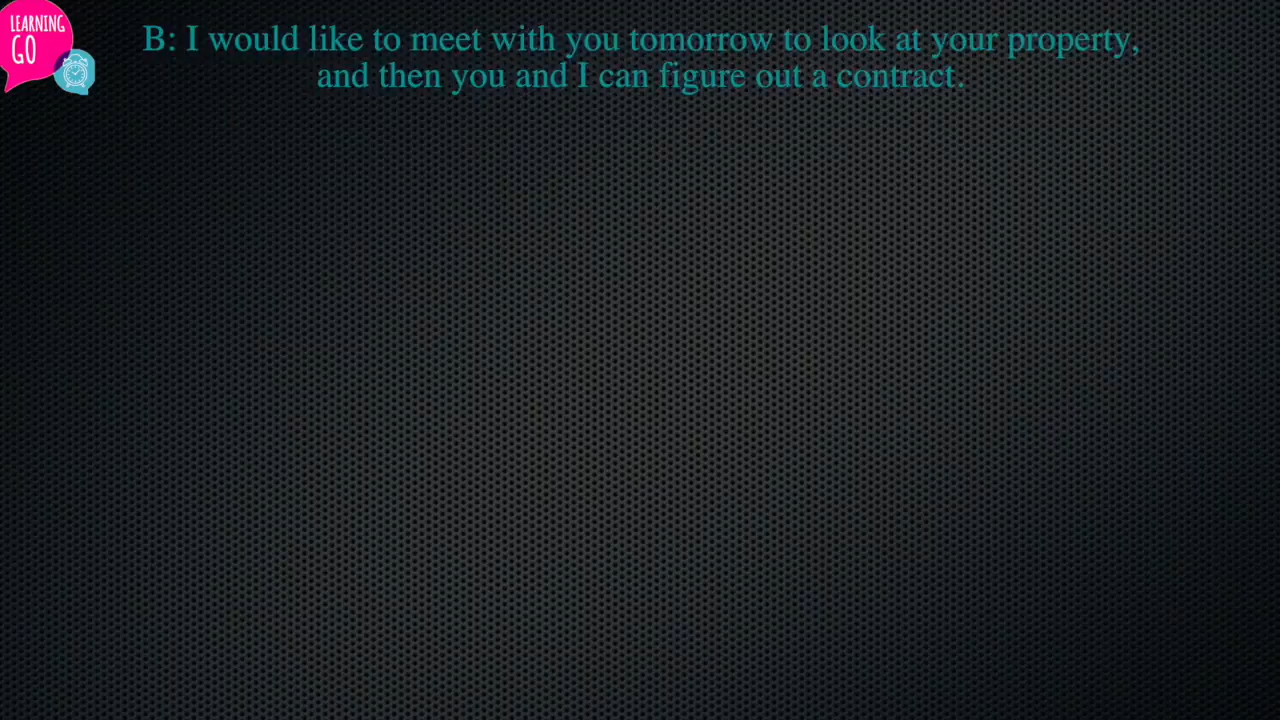 LEARNING
GO
B: I would like to meet with you tomorrow to look at your property,
and then you and I can figure out a contract.